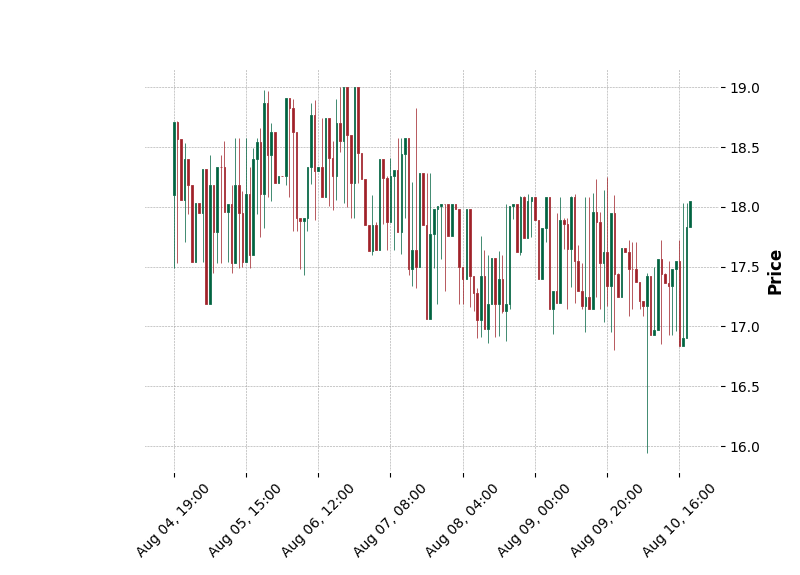 19.0
18.5
18.0
17.5
17.0
16.5
16.0
Price
Aug 04, 19:00
Aug 05, 15:00
Aug 06, 12:00
Aug 07, 08:00
Aug 08, 04:00
Aug 09, 00:00
Aug 09, 20:00
Aug 10, 16:00